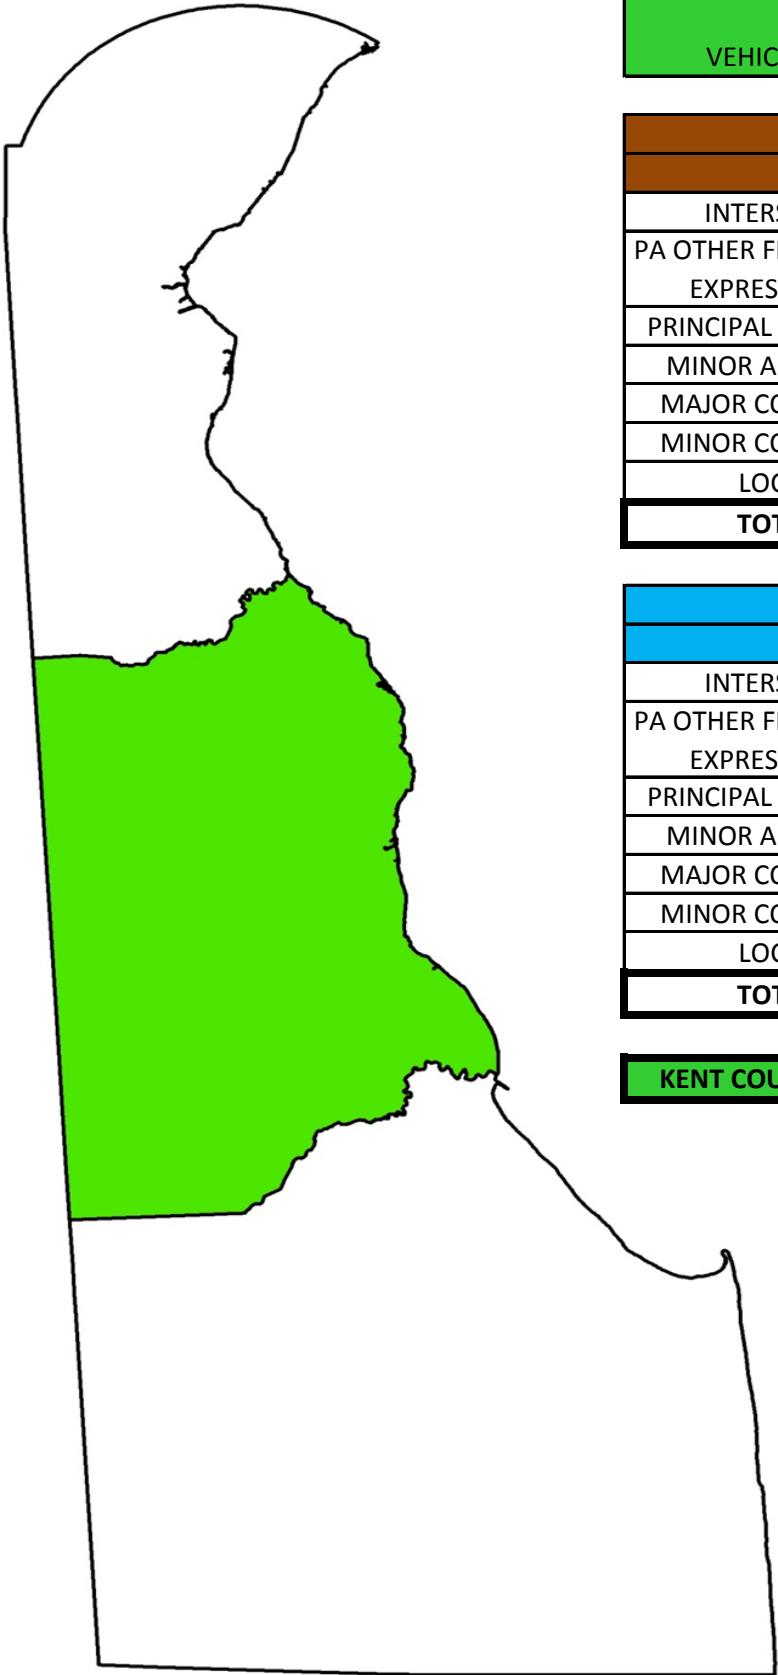 VEHIC
INTERS
PA OTHER F
EXPRES
PRINCIPAL
MINOR A
MAJOR CO
MINOR CO
LOC
TOT
INTERS
PA OTHER F
EXPRES
PRINCIPAL
MINOR A
MAJOR CO
MINOR CO
LOC
TOT
KENT COU